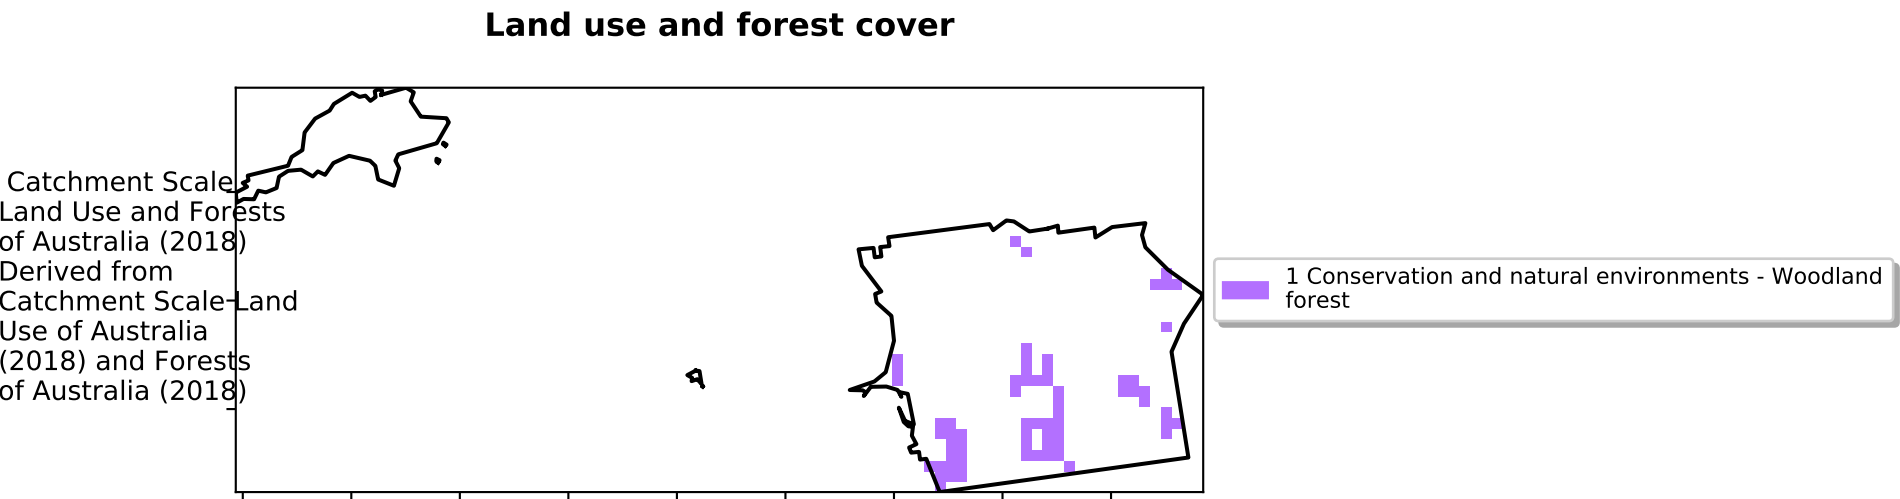 Land use and forest cover
Catchment Scale
Land Use and Forests
of Australia (2018)
Derived from
Catchment Scale Land
Use of Australia
(2018) and Forests
of Australia (2018)
1 Conservation and natural environments - Woodland
forest